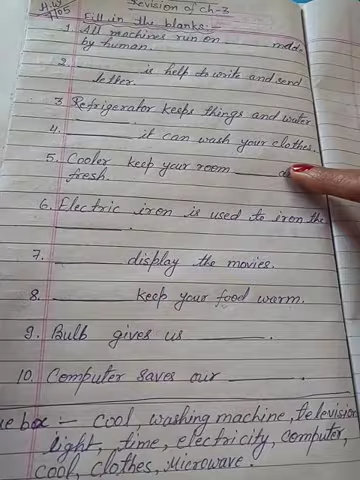 H.W
7/05
Revision of ch-3
Fill in the blanks:-
1. All machines run on ______ made
by human.
2. ______ is help do write and send
letter.
3. Refrigerator keeps things and water
______.
4. ______ it can wash your clothes.
5. Cooler keep your room ______
fresh.
6. Electric iron is used to iron the
______.
7. ______ display the movies.
8. ______ keep your food warm.
9. Bulb gives us ______.
10. Computer saves our ______.
box :- cool, washing machine, television
light, time, electricity, computer,
cool, clothes, Microwave.